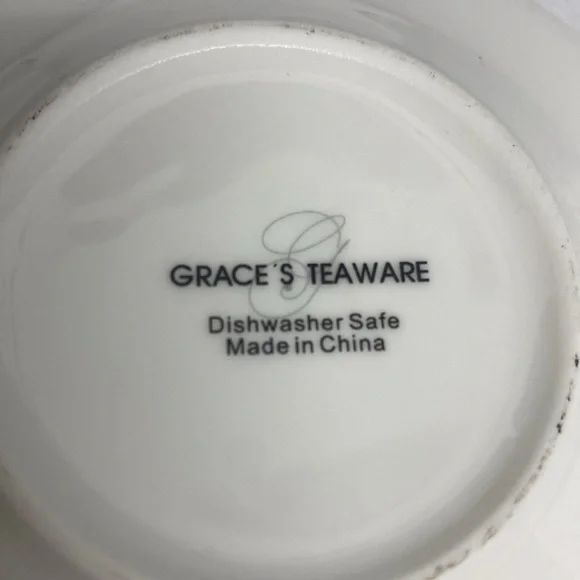 G
GRACE´S TEAWARE
Dishwasher Safe
Made in China